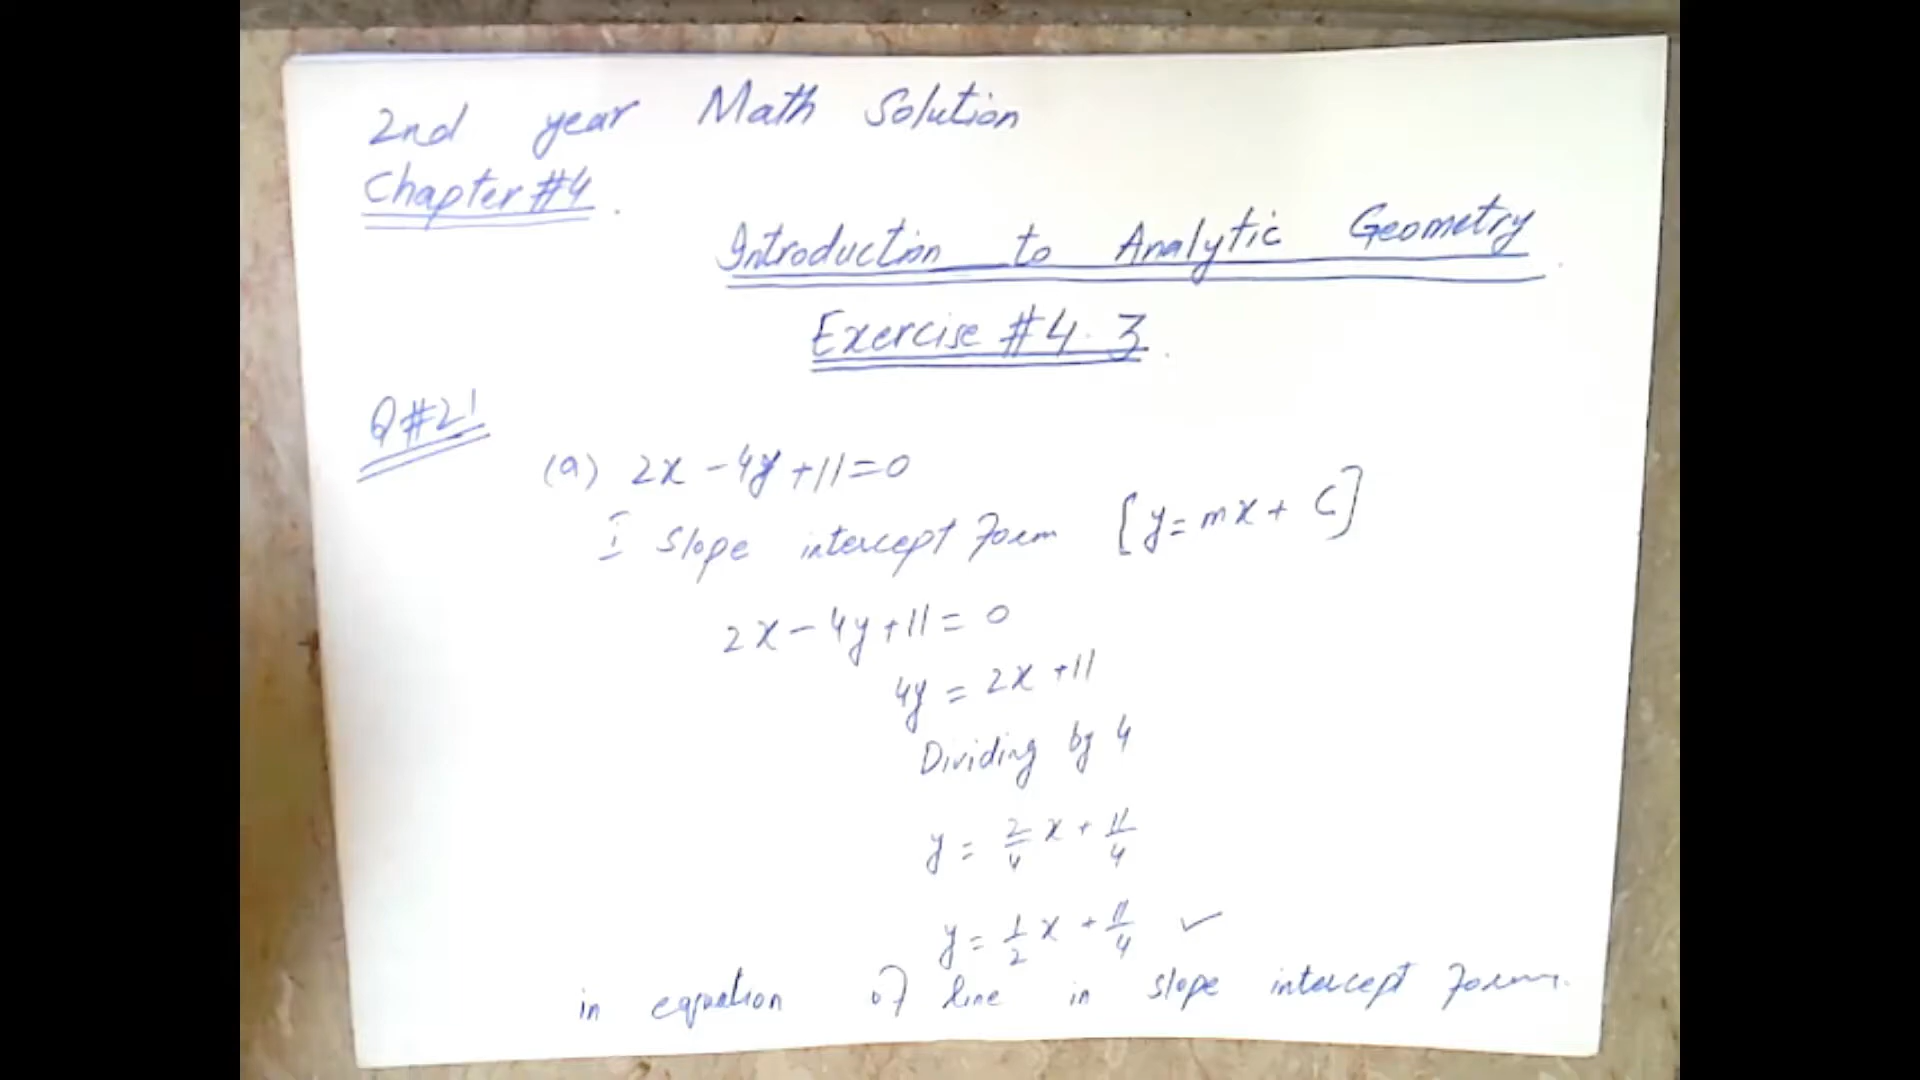 2nd year Math Solution
Chapter #4.
Introduction to Analytic Geometry.
Exercise #4.3.
Q#21
(a) 2x - 4y + 11 = 0
I Slope intercept Form [y = mx + C]
2x - 4y + 11 = 0
4y = 2x + 11
Dividing by 4
y = 2/4 x + 11/4
y = 1/2 x + 11/4 ✓
in equation of line in slope intercept Form.